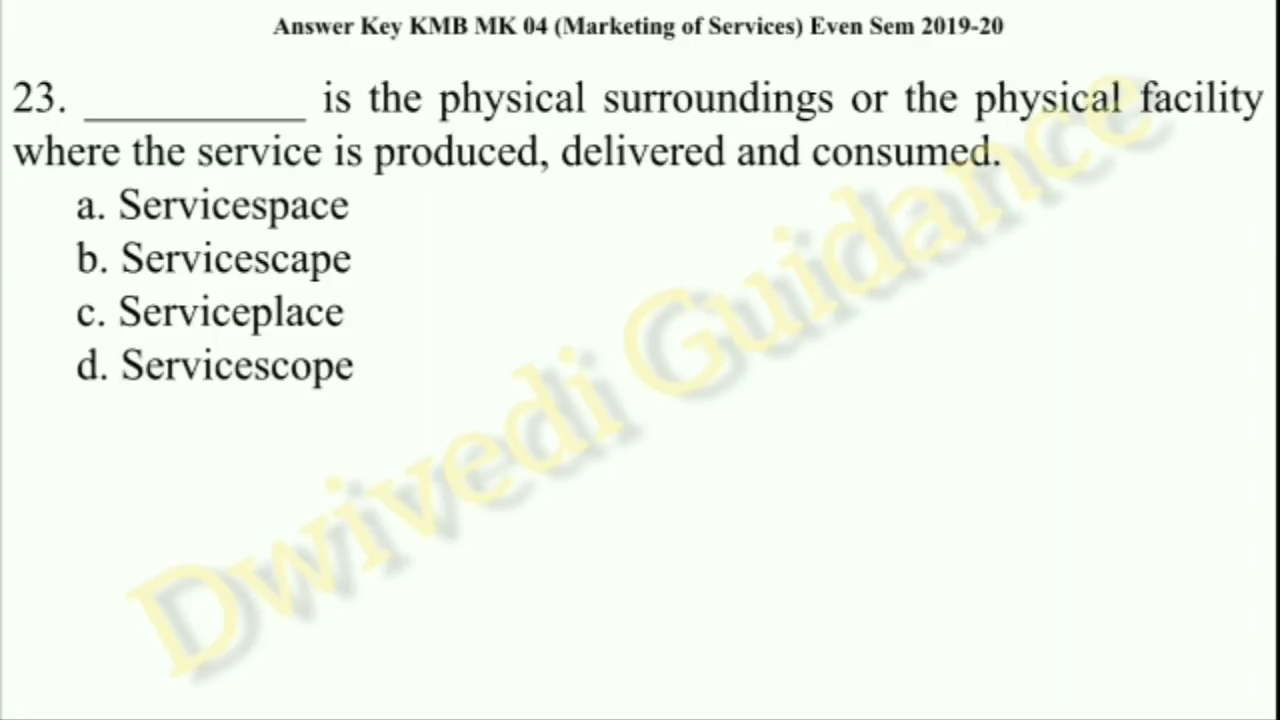 Answer Key KMB MK 04 (Marketing of Services) Even Sem 2019-20
23. __________ is the physical surroundings or the physical facility
where the service is produced, delivered and consumed.
a. Servicespace
b. Servicescape
c. Serviceplace
d. Servicescope
Dwivedi Guidance